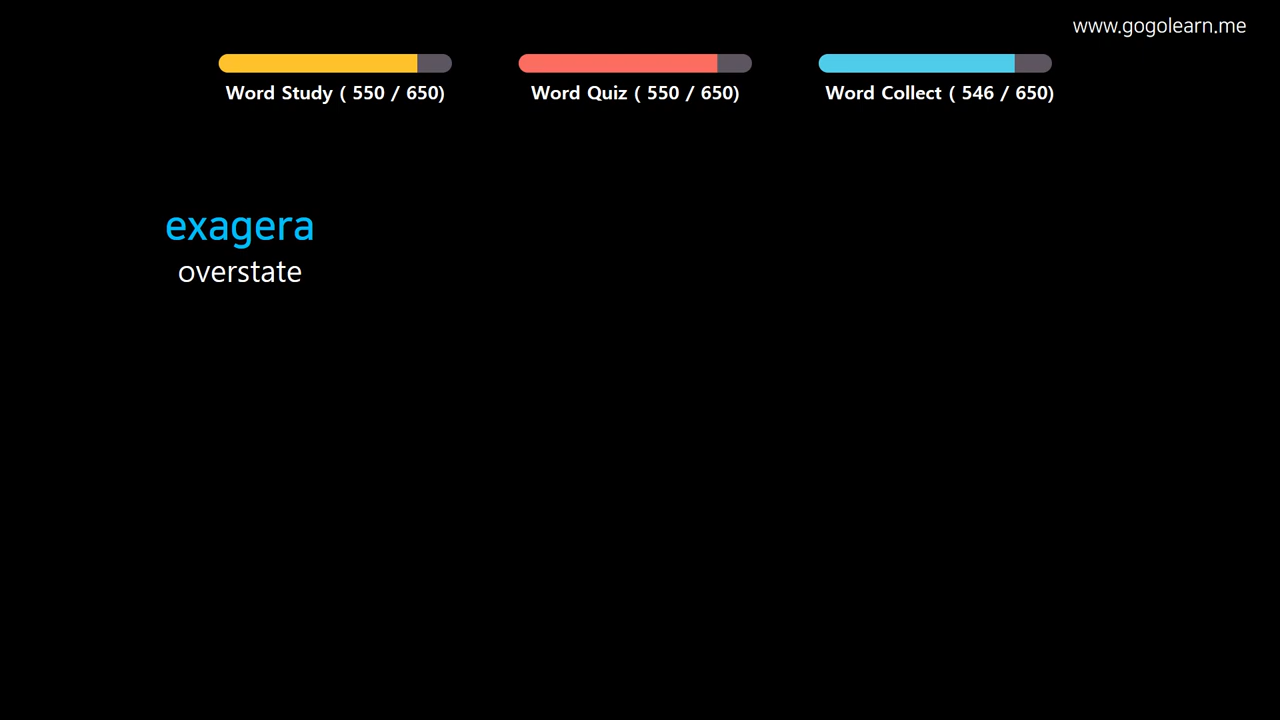 www.gogolearn.me
Word Study ( 550 / 650)
Word Quiz ( 550 / 650)
Word Collect ( 546 / 650)
exagera
overstate